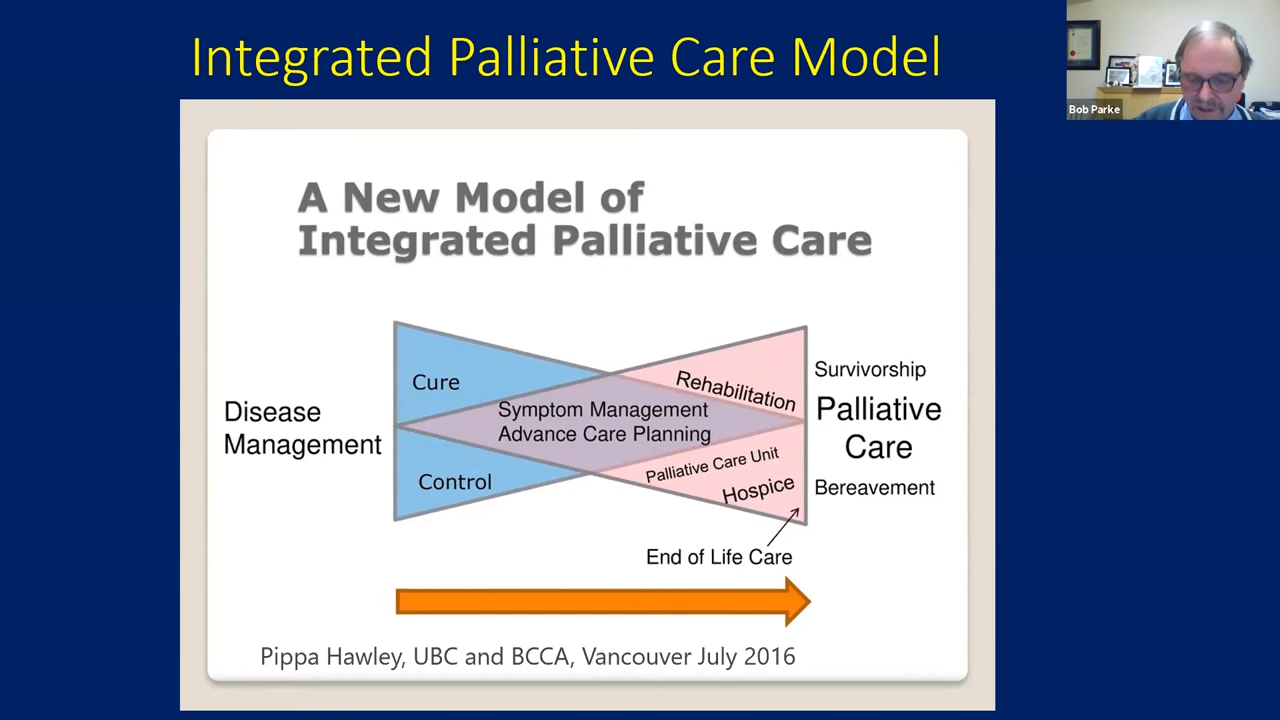 Integrated Palliative Care Model
Bob Parke
A New Model of
Integrated Palliative Care
Cure
Rehabilitation
Survivorship
Disease
Management
Symptom Management
Advance Care Planning
Palliative
Care
Control
Palliative Care Unit
Hospice
Bereavement
End of Life Care
Pippa Hawley, UBC and BCCA, Vancouver July 2016